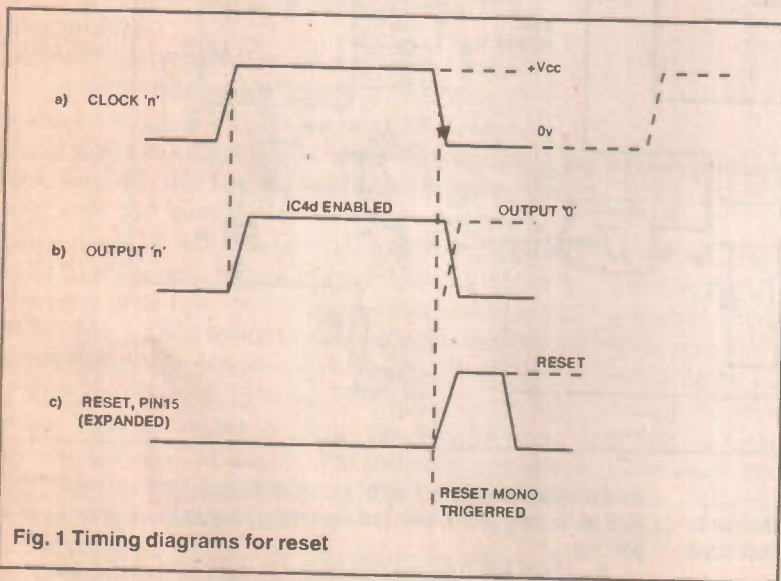 +Vcc
a) CLOCK 'n'
0v
IC4d ENABLED
OUTPUT '0'
b) OUTPUT 'n'
RESET
c) RESET, PIN15
(EXPANDED)
RESET MONO
TRIGERRED
Fig. 1 Timing diagrams for reset